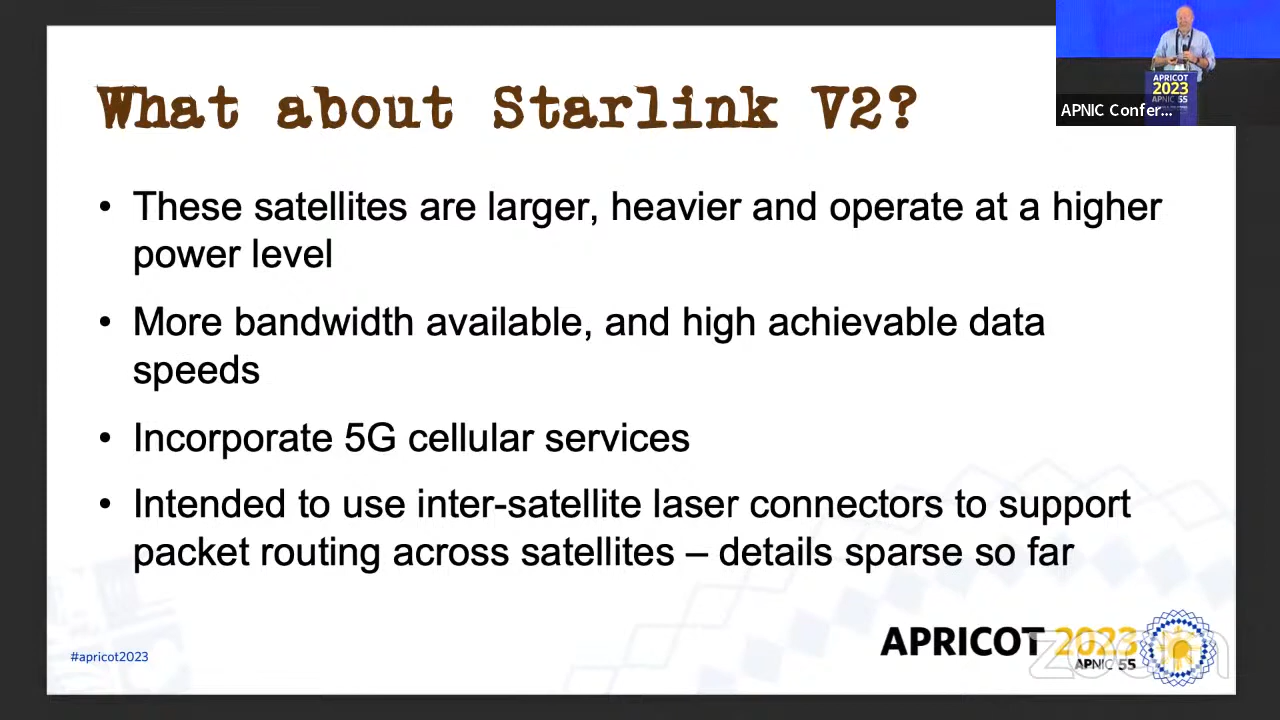 What about Starlink V2?
• These satellites are larger, heavier and operate at a higher
power level
• More bandwidth available, and high achievable data
speeds
• Incorporate 5G cellular services
• Intended to use inter-satellite laser connectors to support
packet routing across satellites – details sparse so far
#apricot2023
APRICOT 2023
APNIC 55
zoom
APRICOT
2023
APNIC 55
APNIC Confer...